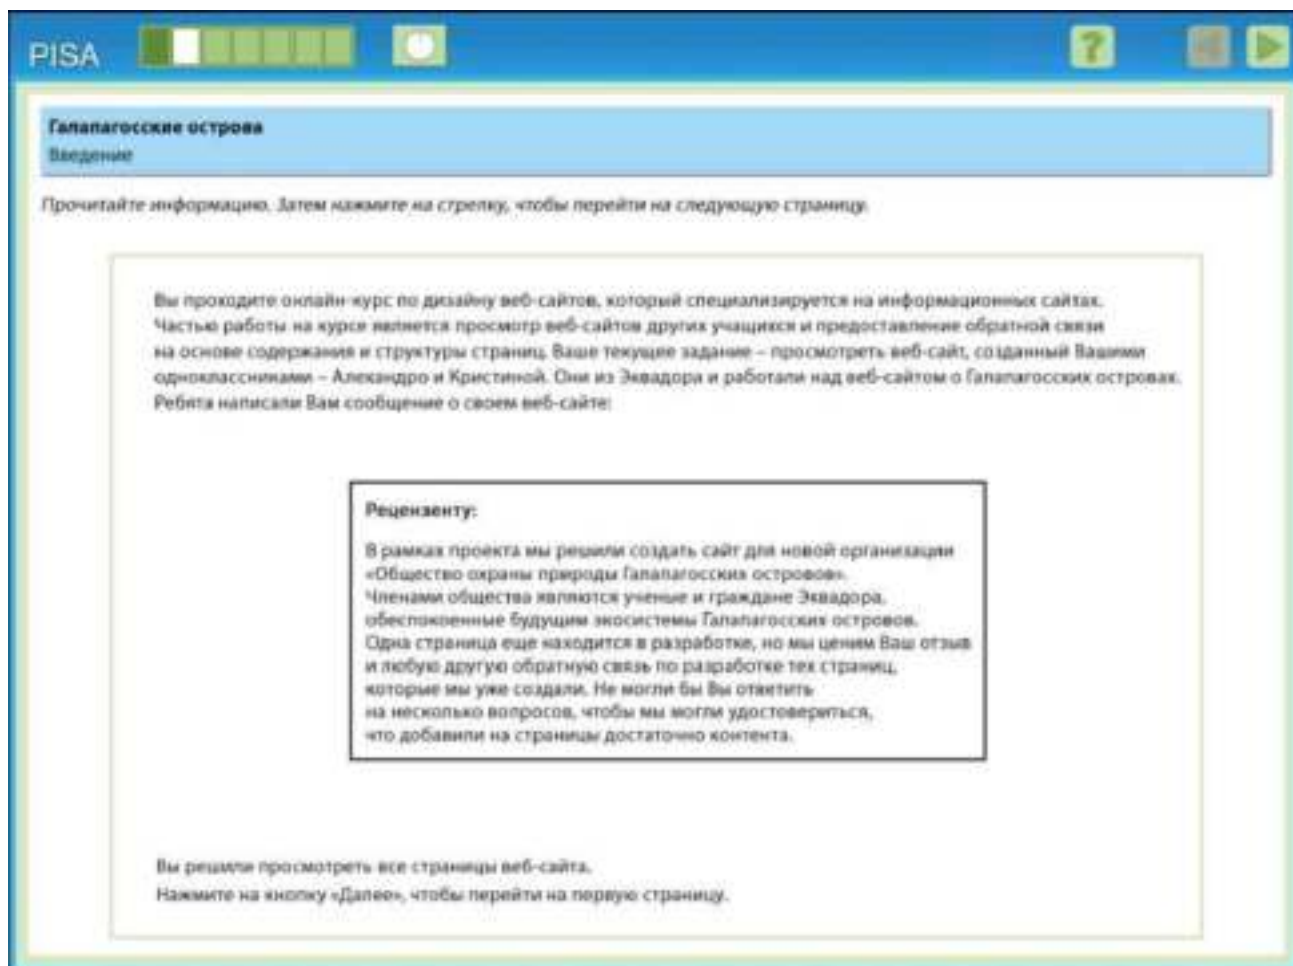 PISA
?
Галапагосские острова
Введение
Прочитайте информацию. Затем нажмите на стрелку, чтобы перейти на следующую страницу.
Вы проходите онлайн-курс по дизайну веб-сайтов, который специализируется на информационных сайтах.
Частью работы на курсе является просмотр веб-сайтов других учащихся и предоставление обратной связи
на основе содержания и структуры страниц. Ваше текущее задание – просмотреть веб-сайт, созданный Вашими
одноклассниками – Алехандро и Кристиной. Они из Эквадора и работали над веб-сайтом о Галапагосских островах.
Ребята написали Вам сообщение о своем веб-сайте:
Рецензенту:
В рамках проекта мы решили создать сайт для новой организации
«Общество охраны природы Галапагосских островов».
Членами общества являются ученые и граждане Эквадора,
обеспокоенные будущим экосистемы Галапагосских островов.
Одна страница еще находится в разработке, но мы ценим Ваш отзыв
и любую другую обратную связь по разработке тех страниц,
которые мы уже создали. Не могли бы Вы ответить
на несколько вопросов, чтобы мы могли удостовериться,
что добавили на страницы достаточно контента.
Вы решили просмотреть все страницы веб-сайта.
Нажмите на кнопку «Далее», чтобы перейти на первую страницу.